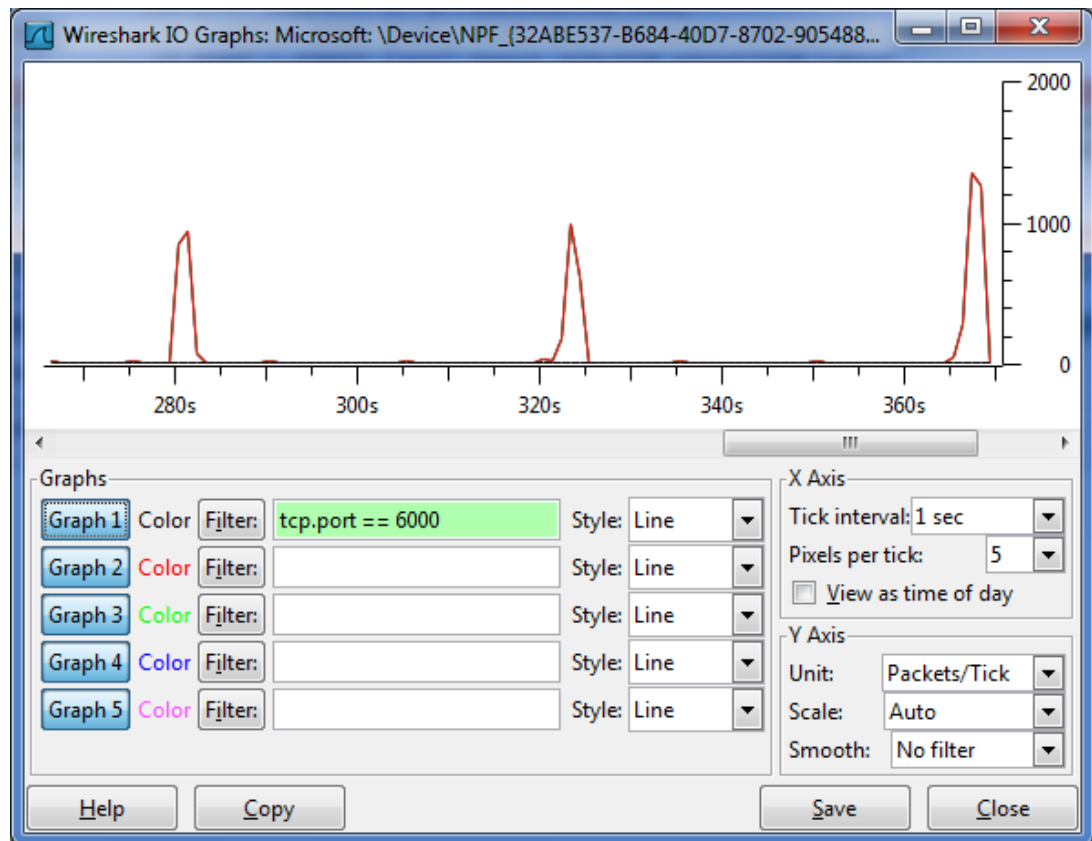 Wireshark IO Graphs: Microsoft: \Device\NPF_{32ABE537-B684-40D7-8702-905488...
2000
1000
0
280s 300s 320s 340s 360s
Graphs
Graph 1 Color Filter: tcp.port == 6000 Style: Line
Graph 2 Color Filter: Style: Line
Graph 3 Color Filter: Style: Line
Graph 4 Color Filter: Style: Line
Graph 5 Color Filter: Style: Line
X Axis
Tick interval: 1 sec
Pixels per tick: 5
View as time of day
Y Axis
Unit: Packets/Tick
Scale: Auto
Smooth: No filter
Help Copy Save Close